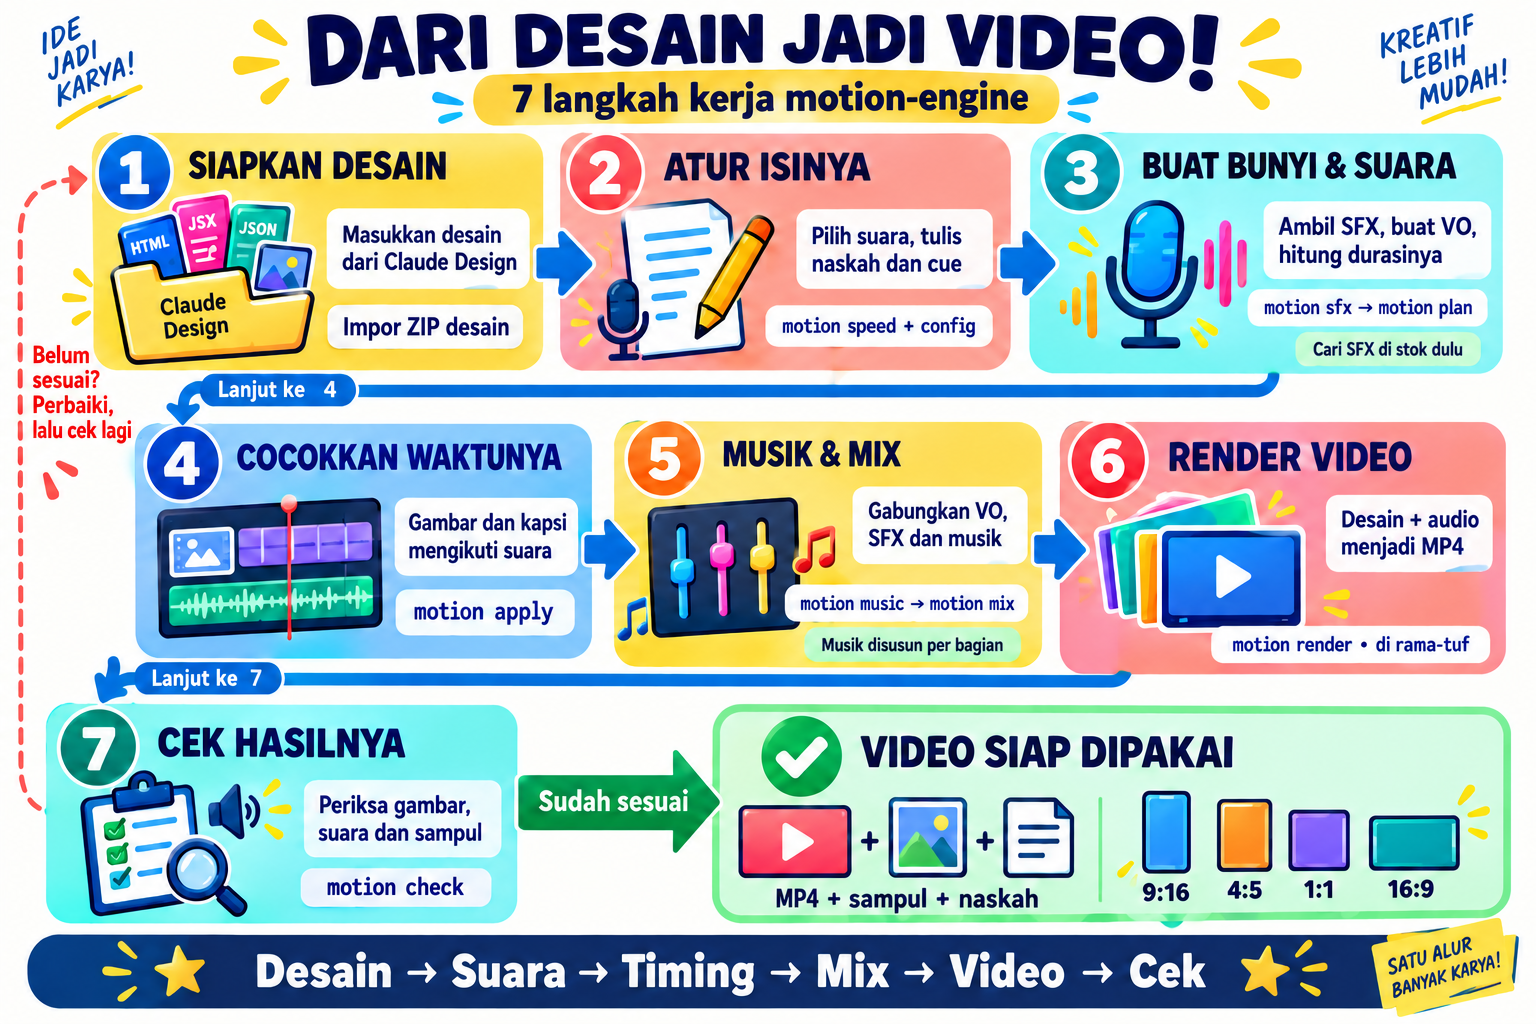 IDE
JADI
KARYA!
DARI DESAIN JADI VIDEO!
7 langkah kerja motion-engine
KREATIF
LEBIH
MUDAH!
1
SIAPKAN DESAIN
HTML
JSX
JSON
Claude
Design
Masukkan desain
dari Claude Design
Impor ZIP desain
2
ATUR ISINYA
Pilih suara, tulis
naskah dan cue
motion speed + config
3
BUAT BUNYI & SUARA
Ambil SFX, buat VO,
hitung durasinya
motion sfx → motion plan
Cari SFX di stok dulu
Belum
sesuai?
Perbaiki,
lalu cek lagi
Lanjut ke 4
4
COCOKKAN WAKTUNYA
Gambar dan kapsi
mengikuti suara
motion apply
5
MUSIK & MIX
Gabungkan VO,
SFX dan musik
motion music → motion mix
Musik disusun per bagian
6
RENDER VIDEO
Desain + audio
menjadi MP4
motion render • di rama-tuf
Lanjut ke 7
7
CEK HASILNYA
Periksa gambar,
suara dan sampul
motion check
Sudah sesuai
VIDEO SIAP DIPAKAI
MP4 + sampul + naskah
9:16
4:5
1:1
16:9
Desain → Suara → Timing → Mix → Video → Cek
SATU ALUR
BANYAK KARYA!